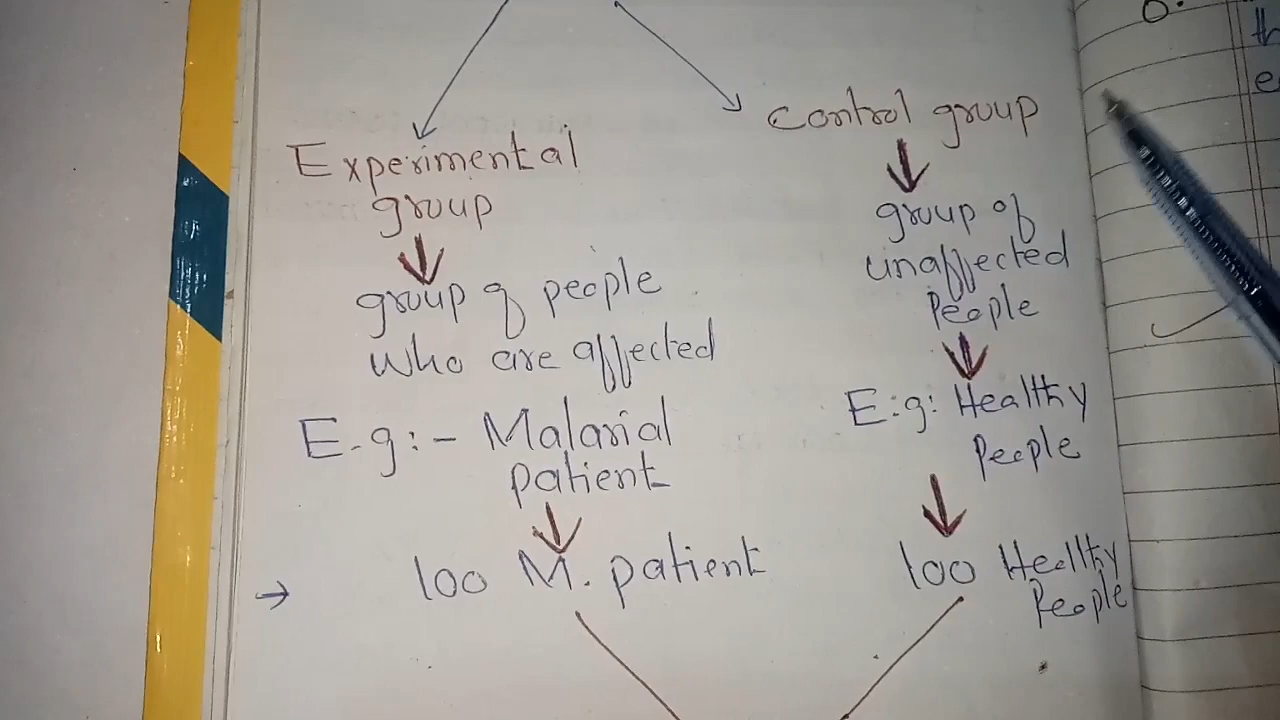 Experimental
group
group of people
who are affected
E.g:- Malarial
patient
100 M. patient
Control group
group of
unaffected
People
E.g: Healthy
People
100 Healthy
People
th